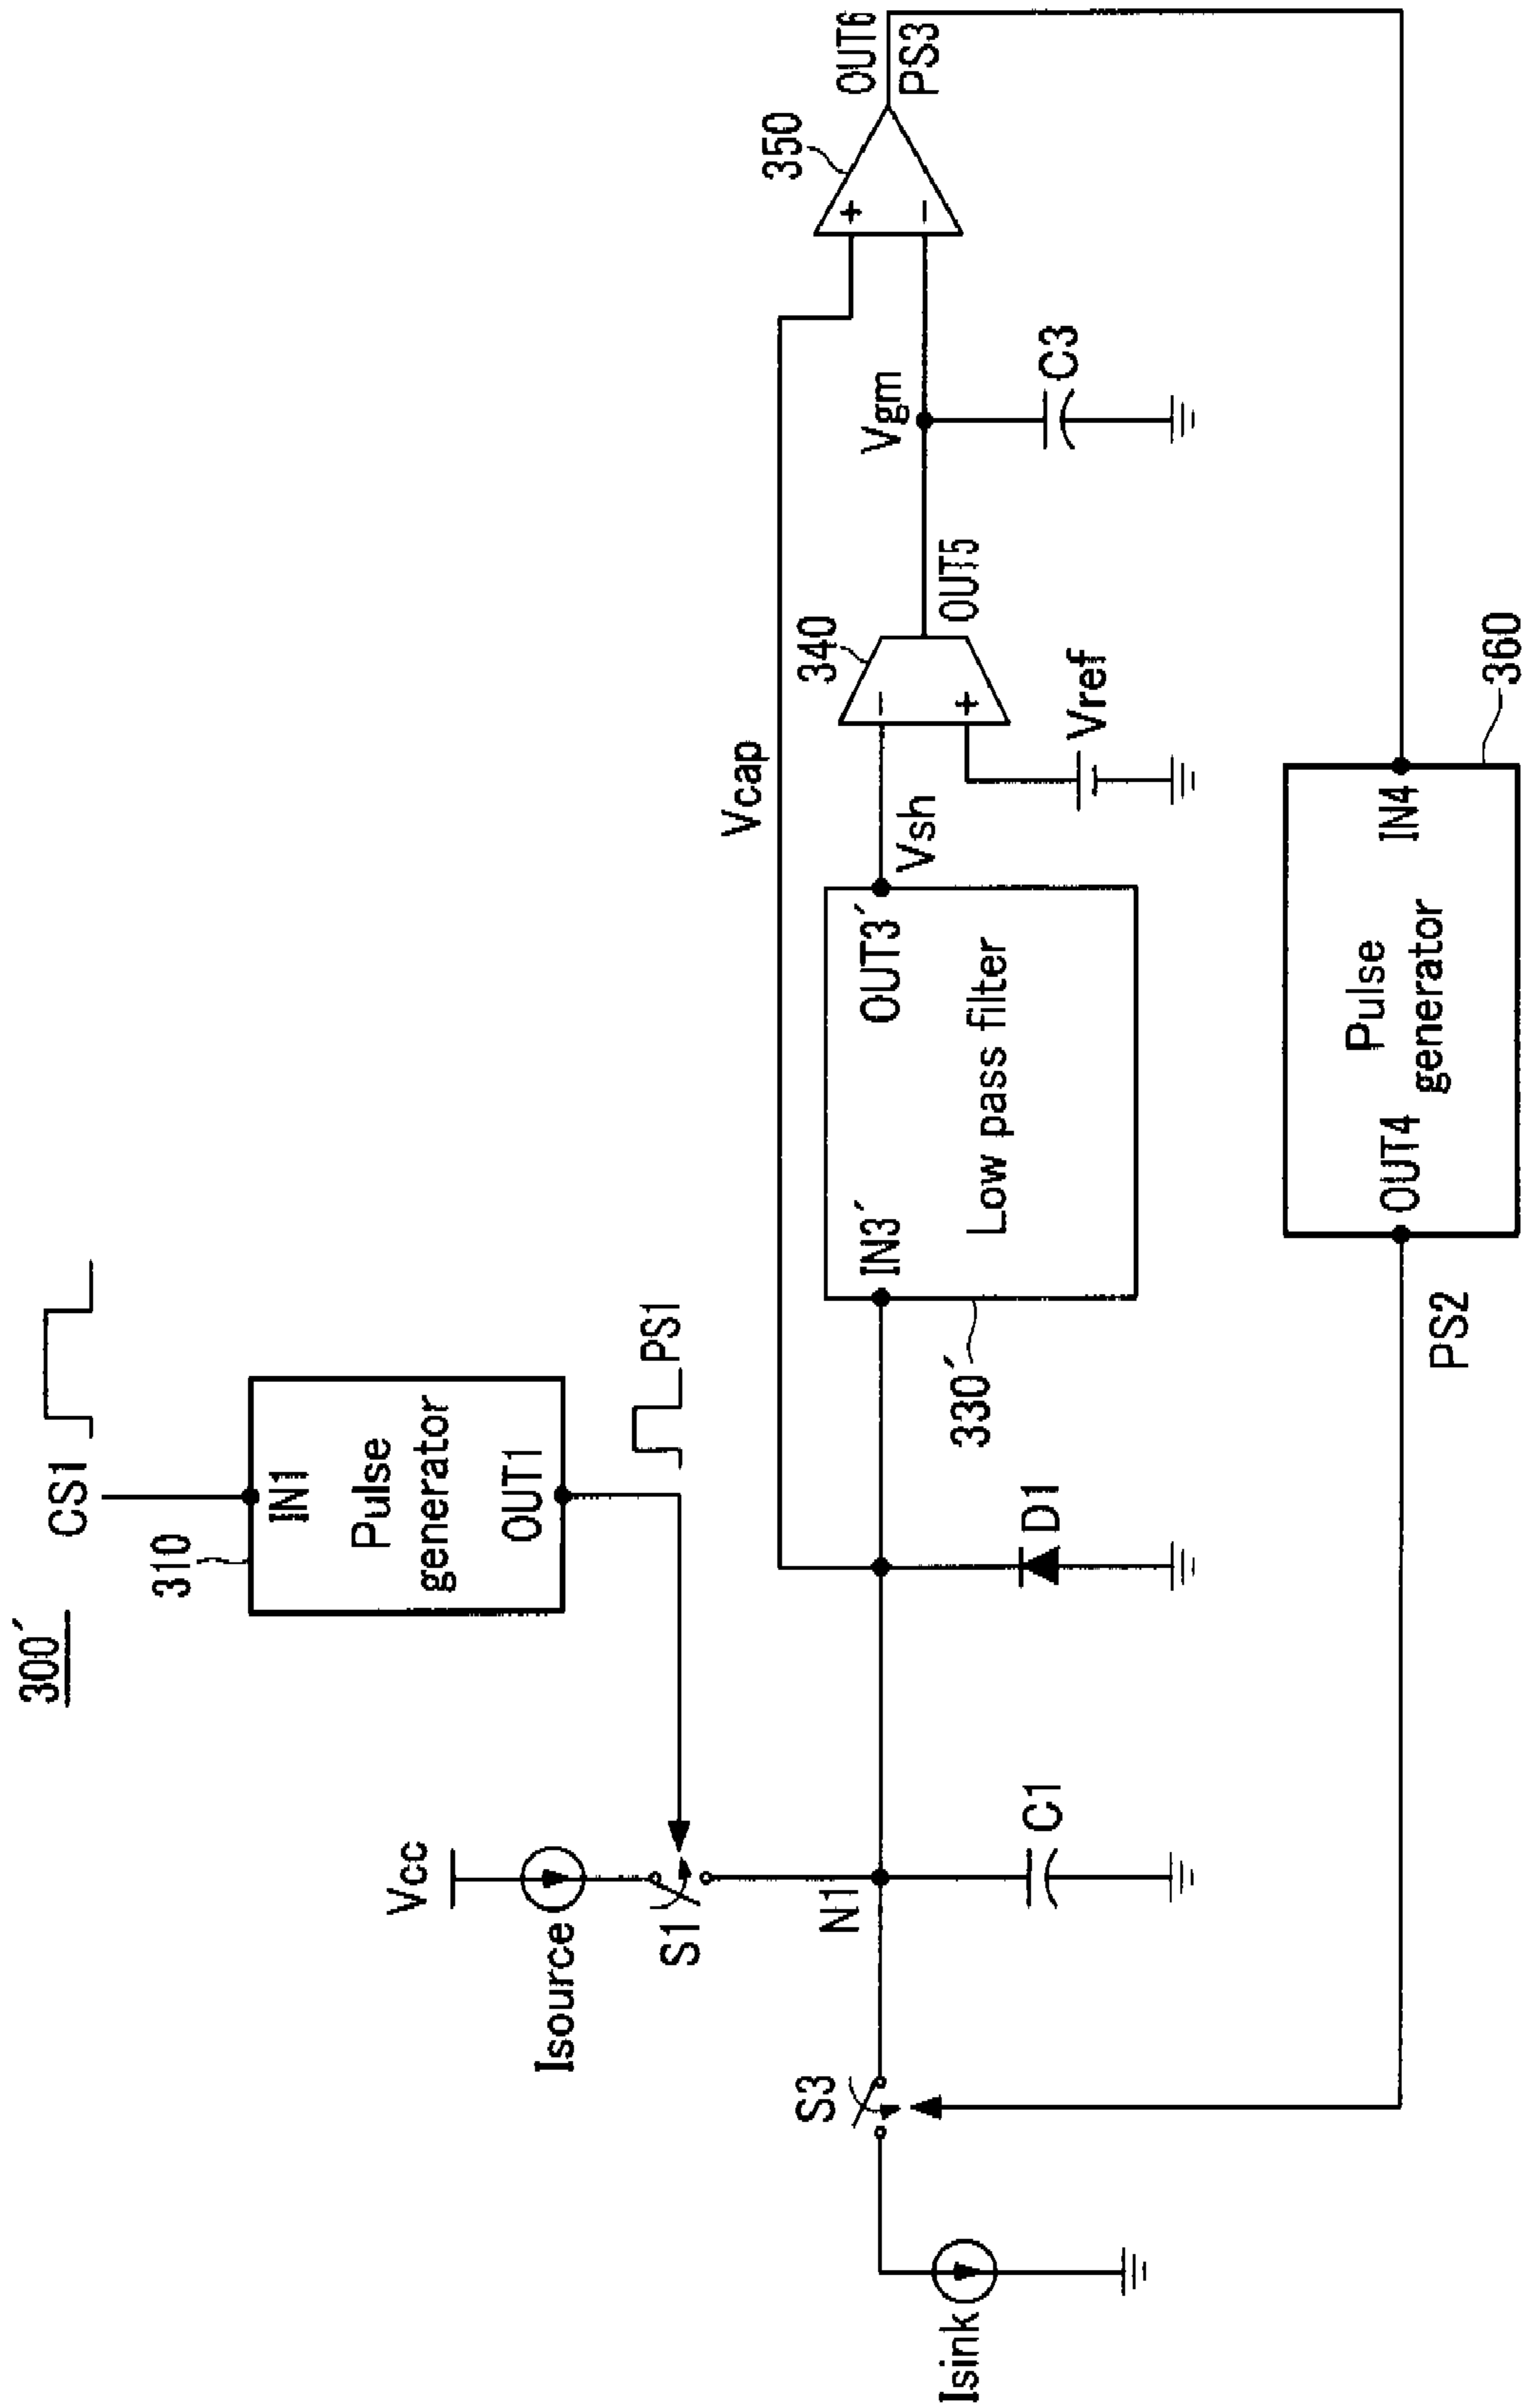 300´
CS1
310
IN1
Pulse
generator
OUT1
PS1
Vcc
Isource
S1
N1
S3
Isink
C1
D1
Vcap
IN3´
OUT3´
Low pass filter
330´
Vsh
340
Vref
OUT5
Vgm
C3
350
OUT6
PS3
PS2
OUT4
Pulse
generator
IN4
360